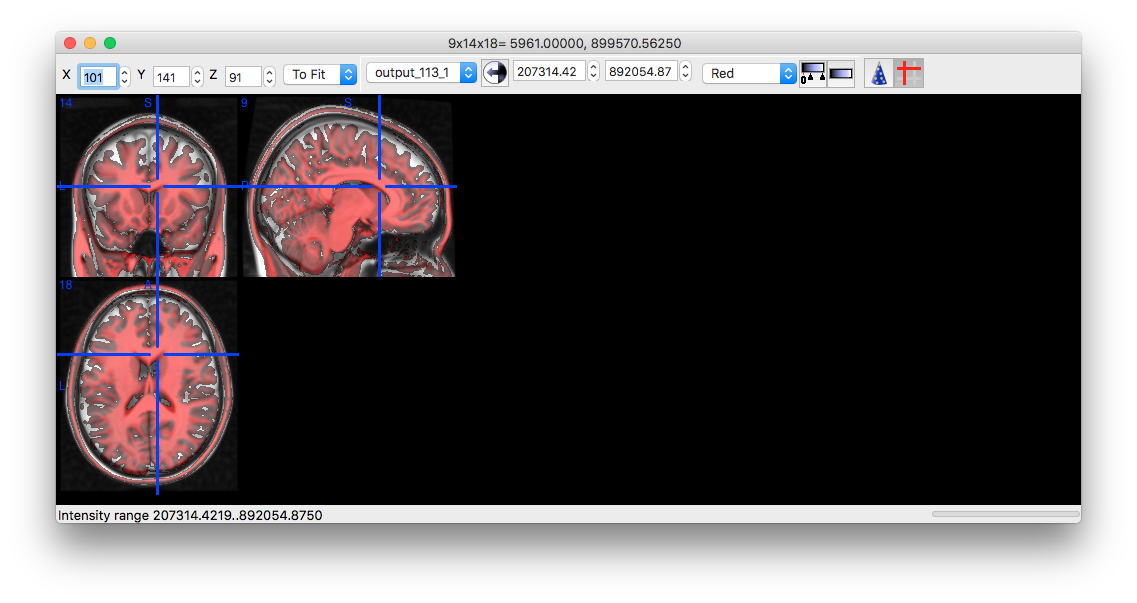 9x14x18= 5961.00000, 899570.56250
X 101 Y 141 Z 91 To Fit output_113_1 207314.42 892054.87 Red 0
14 S 9 S
L P
18 A
L
Intensity range 207314.4219..892054.8750